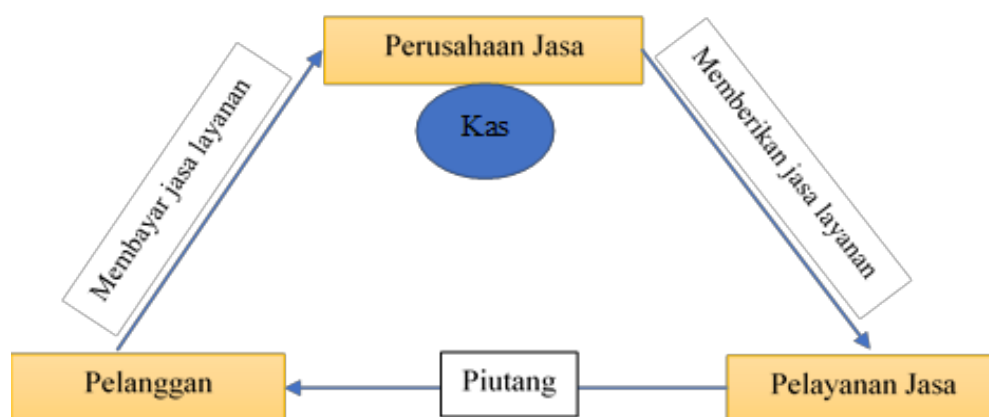 Perusahaan Jasa
Kas
Membayar jasa layanan
Memberikan jasa layanan
Pelanggan
Piutang
Pelayanan Jasa